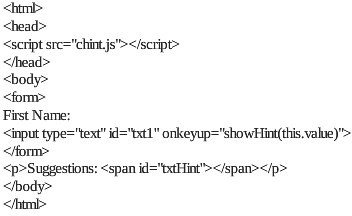 <html>
<head>
<script src="chint.js"></script>
</head>
<body>
<form>
First Name:
<input type="text" id="txt1" onkeyup="showHint(this.value)">
</form>
<p>Suggestions: <span id="txtHint"></span></p>
</body>
</html>